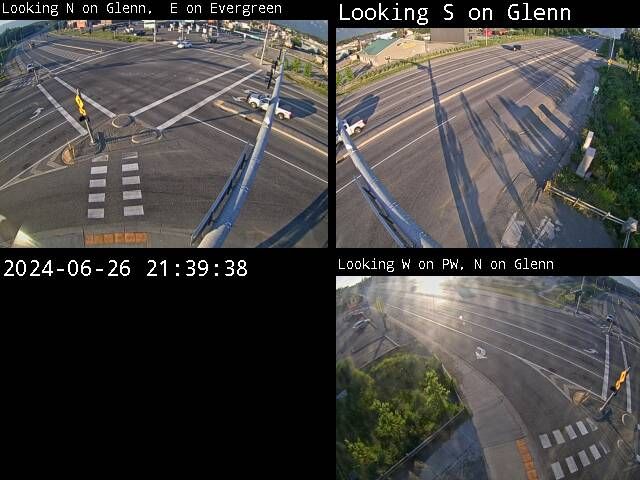 Looking N on Glenn, E on Evergreen
Looking S on Glenn
2024-06-26 21:39:38
Looking W on PW, N on Glenn